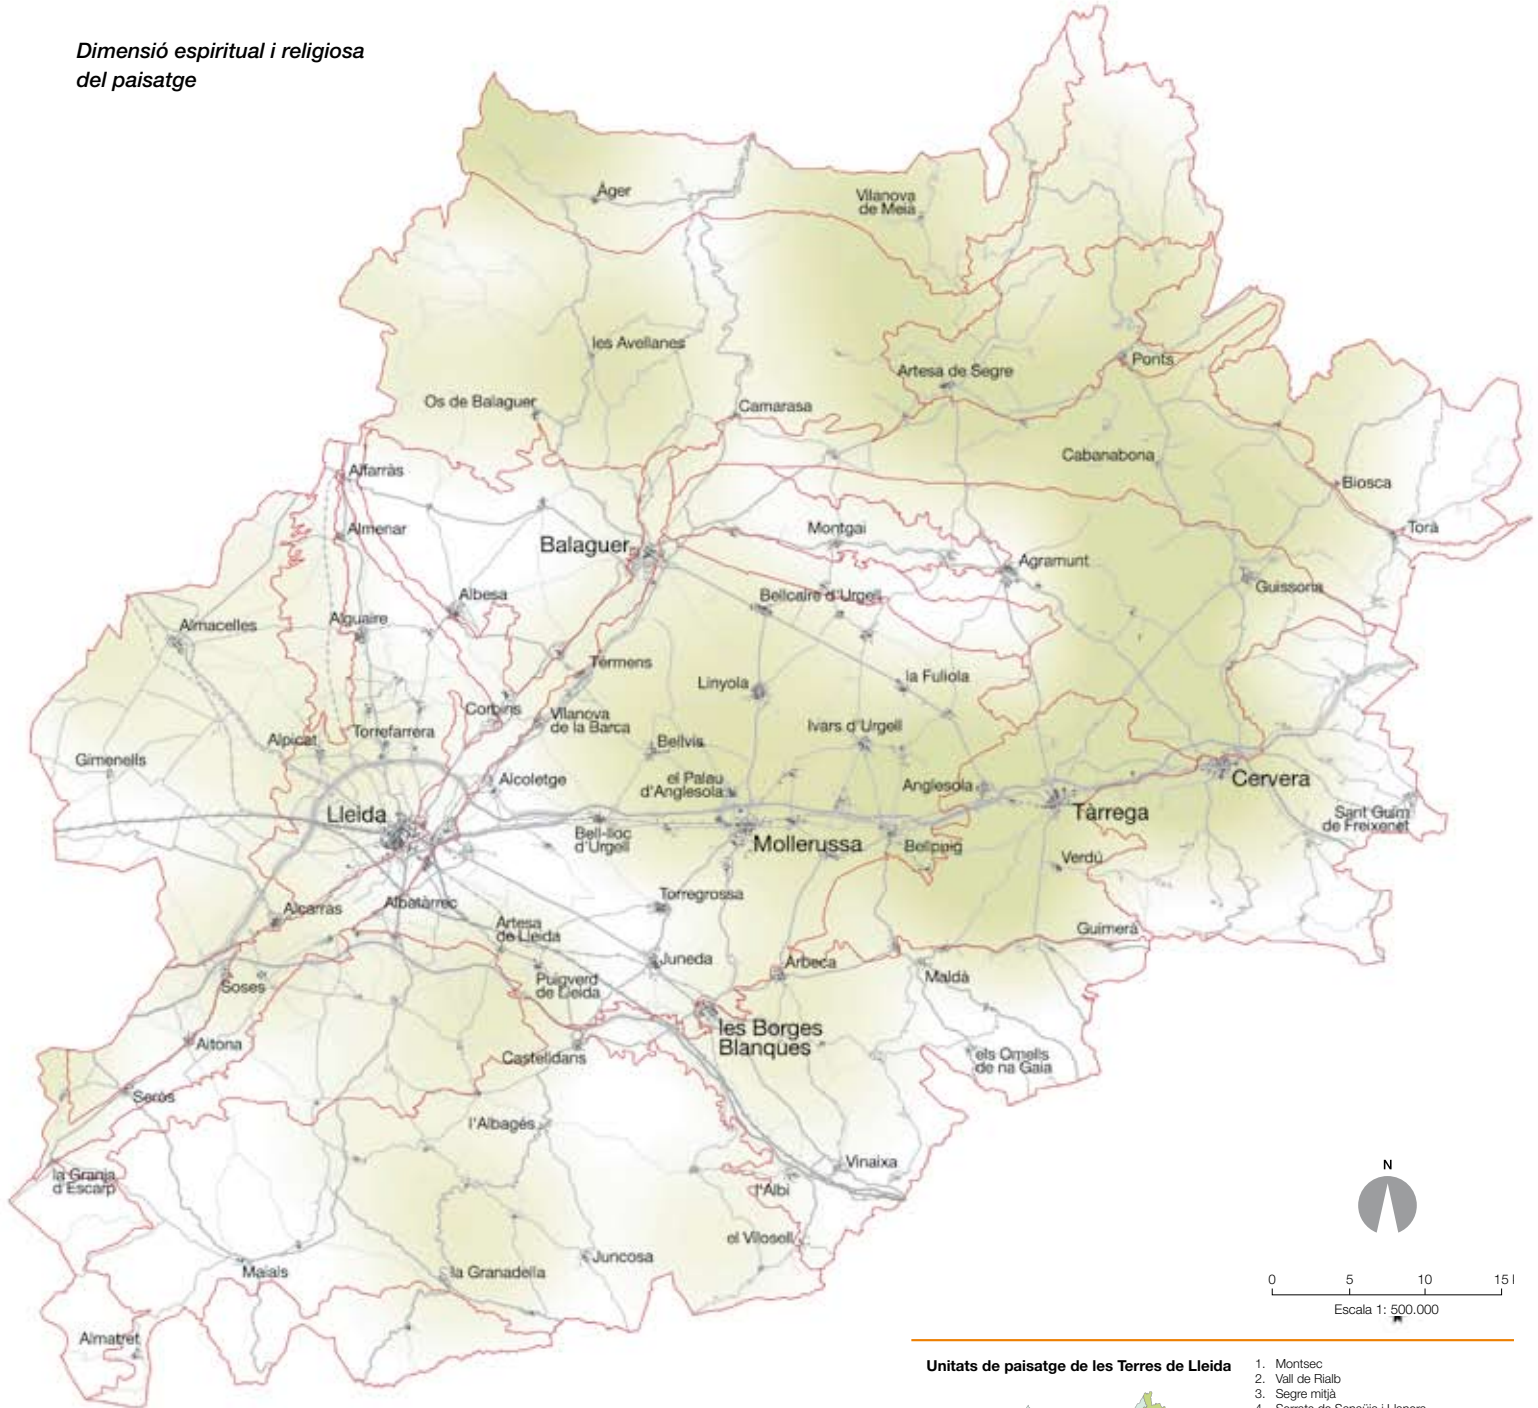 Dimensió espiritual i religiosa
del paisatge
Àger
Vilanova
de Meià
les Avellanes
Artesa de Segre
Ponts
Os de Balaguer
Camarasa
Cabanabona
Alfarràs
Biosca
Almenar
Montgai
Torà
Balaguer
Agramunt
Guissona
Albesa
Bellcaire d'Urgell
Almacelles
Alguaire
Térmens
Linyola
la Fuliola
Corbins
Vilanova
de la Barca
Ivars d'Urgell
Alpicat
Torrefarrera
Bellvís
Gimenells
Alcoletge
el Palau
d'Anglesola
Anglesola
Cervera
Lleida
Tàrrega
Sant Guim
de Freixenet
Bell-lloc
d'Urgell
Mollerussa
Bellpuig
Verdú
Torregrossa
Alcarràs
Albatàrrec
Artesa
de Lleida
Guimerà
Juneda
Arbeca
Maldà
Soses
Puigverd
de Lleida
les Borges
Blanques
Aitona
Castelldans
els Omells
de na Gaia
Seròs
l'Albagés
Vinaixa
la Granja
d'Escarp
l'Albi
el Vilosell
Juncosa
Maials
la Granadella
Almatret
N
0 5 10 15
Escala 1: 500.000
Unitats de paisatge de les Terres de Lleida
1. Montsec
2. Vall de Rialb
3. Segre mitjà